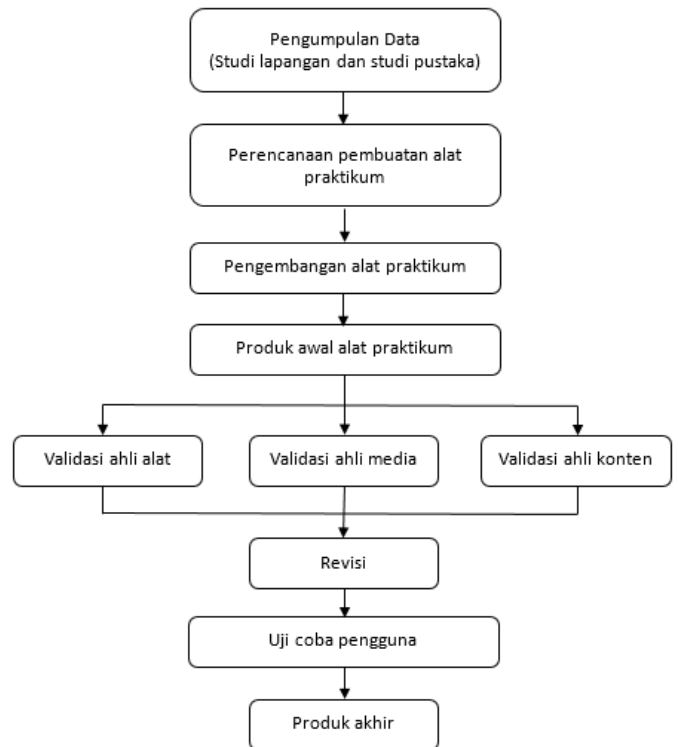 Pengumpulan Data
(Studi lapangan dan studi pustaka)
Perencanaan pembuatan alat
praktikum
Pengembangan alat praktikum
Produk awal alat praktikum
Validasi ahli alat
Validasi ahli media
Validasi ahli konten
Revisi
Uji coba pengguna
Produk akhir